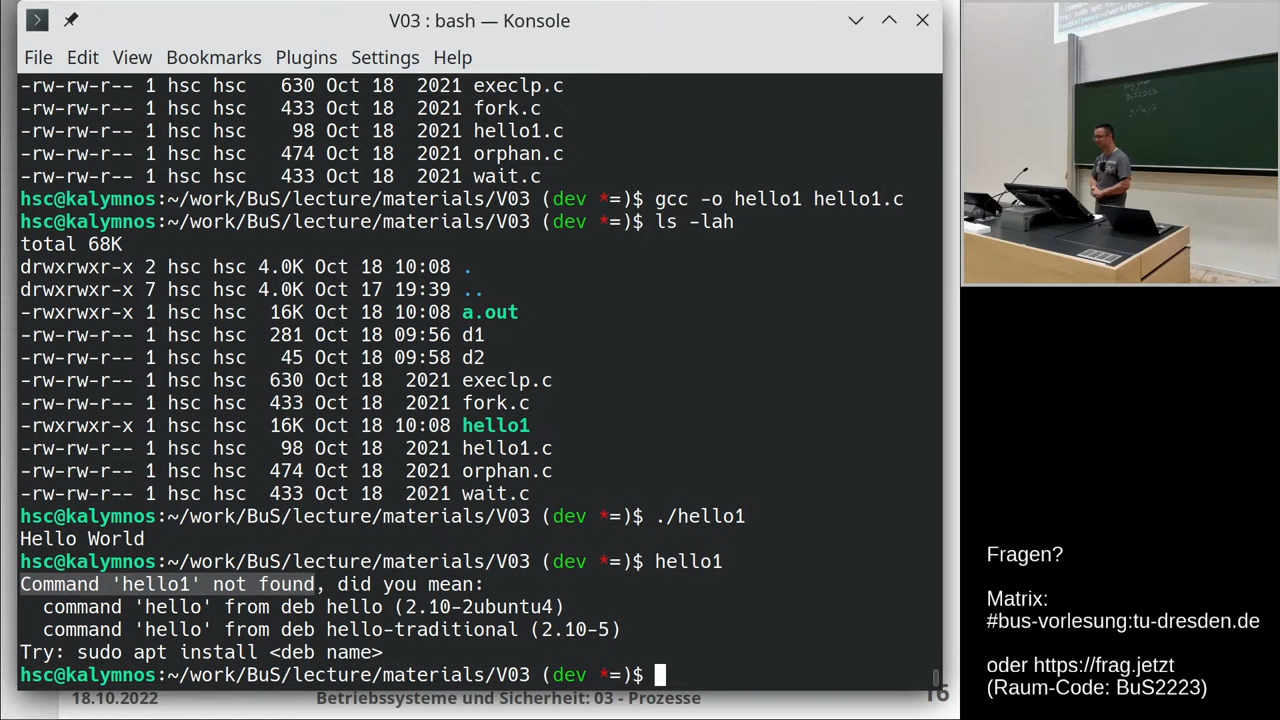 V03 : bash — Konsole
File Edit View Bookmarks Plugins Settings Help
-rw-rw-r-- 1 hsc hsc 630 Oct 18 2021 execlp.c
-rw-rw-r-- 1 hsc hsc 433 Oct 18 2021 fork.c
-rw-rw-r-- 1 hsc hsc 98 Oct 18 2021 hello1.c
-rw-rw-r-- 1 hsc hsc 474 Oct 18 2021 orphan.c
-rw-rw-r-- 1 hsc hsc 433 Oct 18 2021 wait.c
hsc@kalymnos:~/work/BuS/lecture/materials/V03 (dev *=)$ gcc -o hello1 hello1.c
hsc@kalymnos:~/work/BuS/lecture/materials/V03 (dev *=)$ ls -lah
total 68K
drwxrwxr-x 2 hsc hsc 4.0K Oct 18 10:08 .
drwxrwxr-x 7 hsc hsc 4.0K Oct 17 19:39 ..
-rwxrwxr-x 1 hsc hsc 16K Oct 18 10:08 a.out
-rw-rw-r-- 1 hsc hsc 281 Oct 18 09:56 d1
-rw-rw-r-- 1 hsc hsc 45 Oct 18 09:58 d2
-rw-rw-r-- 1 hsc hsc 630 Oct 18 2021 execlp.c
-rw-rw-r-- 1 hsc hsc 433 Oct 18 2021 fork.c
-rwxrwxr-x 1 hsc hsc 16K Oct 18 10:08 hello1
-rw-rw-r-- 1 hsc hsc 98 Oct 18 2021 hello1.c
-rw-rw-r-- 1 hsc hsc 474 Oct 18 2021 orphan.c
-rw-rw-r-- 1 hsc hsc 433 Oct 18 2021 wait.c
hsc@kalymnos:~/work/BuS/lecture/materials/V03 (dev *=)$ ./hello1
Hello World
hsc@kalymnos:~/work/BuS/lecture/materials/V03 (dev *=)$ hello1
Command 'hello1' not found, did you mean:
command 'hello' from deb hello (2.10-2ubuntu4)
command 'hello' from deb hello-traditional (2.10-5)
Try: sudo apt install <deb name>
hsc@kalymnos:~/work/BuS/lecture/materials/V03 (dev *=)$
18.10.2022 Betriebssysteme und Sicherheit: 03 - Prozesse 16
Fragen?
Matrix:
#bus-vorlesung:tu-dresden.de
oder https://frag.jetzt
(Raum-Code: BuS2223)